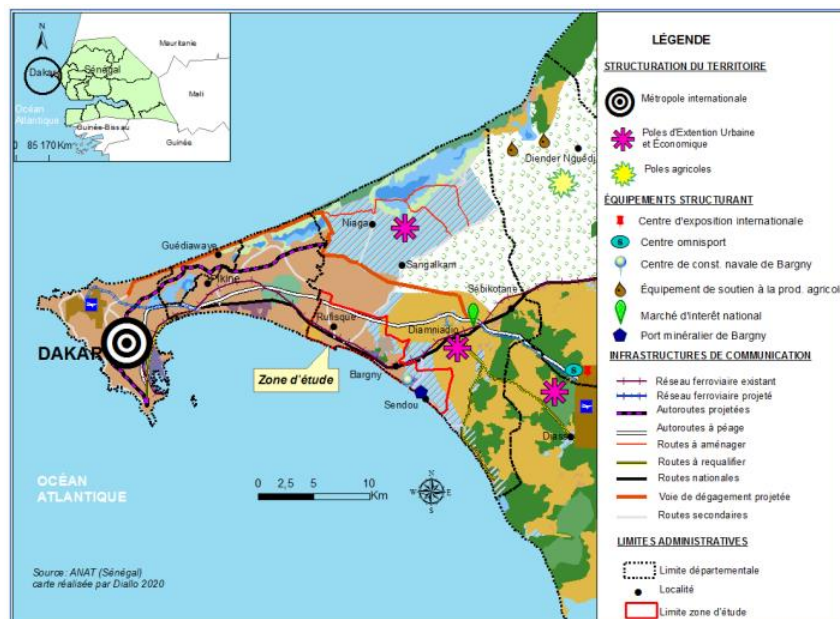 N
Mauritanie
Dakar
Sénégal
Mali
Océan
Atlantique
Guinée-Bissau
Guinée
0 85 170 Km
Diender Nguédj
Niaga
Guédiawaye
Sangalkam
Pikine
Sébikotane
Rufisque
Diamniadio
DAKAR
Bargny
Zone d'étude
Sendou
Diass
OCÉAN
ATLANTIQUE
0 2,5 5 10
Km
N
W E
S
Source: ANAT (Sénégal)
carte réalisée par Diallo 2020
LÉGENDE
STRUCTURATION DU TERRITOIRE
Métropole internationale
Poles d'Extention Urbaine
et Économique
Poles agricoles
ÉQUIPEMENTS STRUCTURANT
Centre d'exposition internationale
Centre omnisport
Centre de const. navale de Bargny
Équipement de soutien à la prod. agricol
Marché d'Intérêt national
Port minéralier de Bargny
INFRASTRUCTURES DE COMMUNICATION
Réseau ferroviaire existant
Réseau ferroviaire projeté
Autoroutes projetées
Autoroutes à péage
Routes à aménager
Routes à requalifier
Routes nationales
Voie de dégagement projetée
Routes secondaires
LIMITES ADMINISTRATIVES
Limite départementale
Localité
Limite zone d'étude